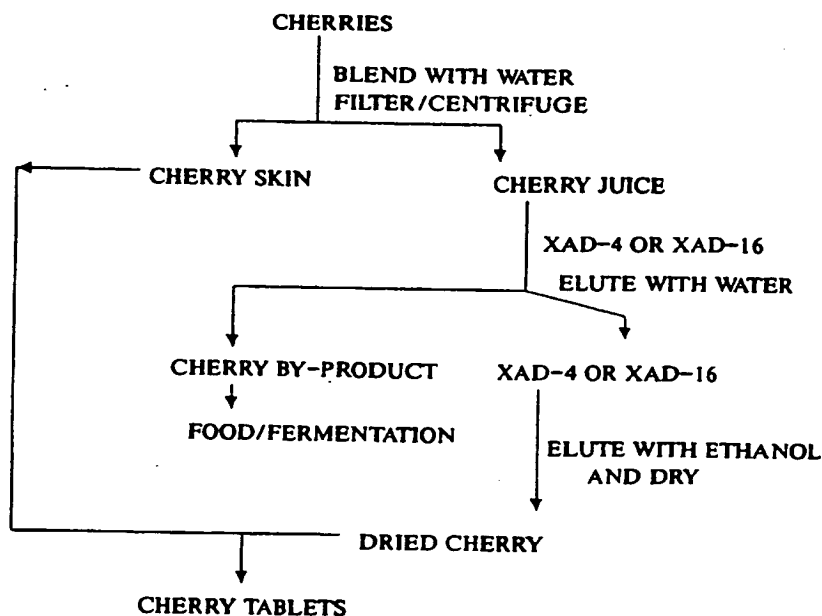 CHERRIES
BLEND WITH WATER
FILTER/CENTRIFUGE
CHERRY SKIN
CHERRY JUICE
XAD-4 OR XAD-16
ELUTE WITH WATER
CHERRY BY-PRODUCT
XAD-4 OR XAD-16
FOOD/FERMENTATION
ELUTE WITH ETHANOL
AND DRY
DRIED CHERRY
CHERRY TABLETS